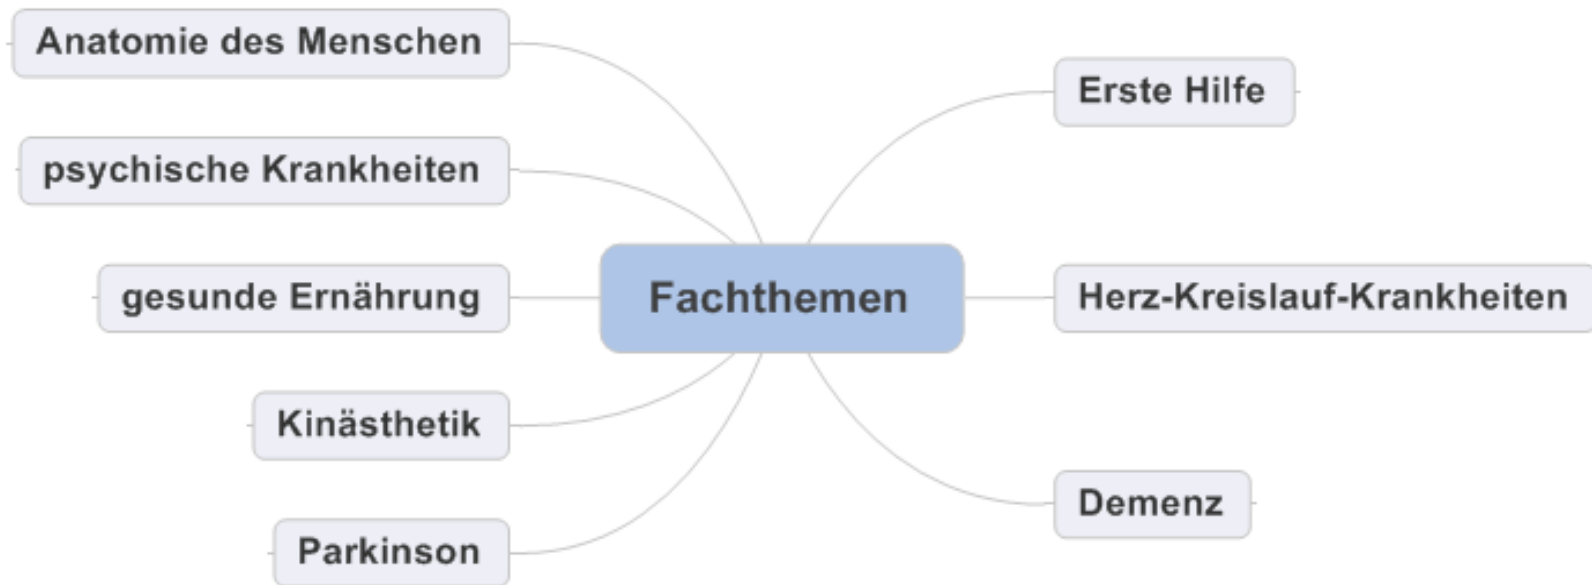 Anatomie des Menschen
psychische Krankheiten
gesunde Ernährung
Kinästhetik
Parkinson
Fachthemen
Erste Hilfe
Herz-Kreislauf-Krankheiten
Demenz